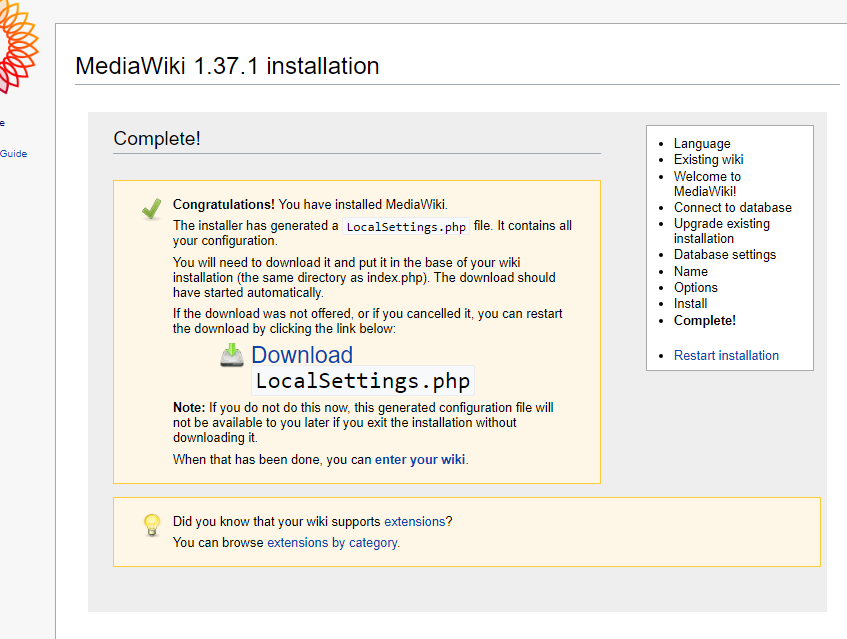 MediaWiki 1.37.1 installation
e
Guide
Complete!
Congratulations! You have installed MediaWiki.
The installer has generated a LocalSettings.php file. It contains all
your configuration.
You will need to download it and put it in the base of your wiki
installation (the same directory as index.php). The download should
have started automatically.
If the download was not offered, or if you cancelled it, you can restart
the download by clicking the link below:
Download
LocalSettings.php
Note: If you do not do this now, this generated configuration file will
not be available to you later if you exit the installation without
downloading it.
When that has been done, you can enter your wiki.
Did you know that your wiki supports extensions?
You can browse extensions by category.
Language
Existing wiki
Welcome to
MediaWiki!
Connect to database
Upgrade existing
installation
Database settings
Name
Options
Install
Complete!
Restart installation